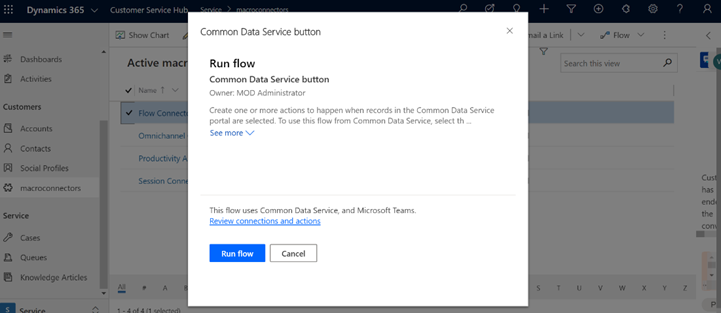 Dynamics 365
Customer Service Hub
Service > macroconnectors
Show Chart
Email a Link
Flow
Common Data Service button
Run flow
Common Data Service button
Owner: MOD Administrator
Create one or more actions to happen when records in the Common Data Service
portal are selected. To use this flow from Common Data Service, select th ...
See more
This flow uses Common Data Service, and Microsoft Teams.
Review connections and actions
Run flow
Cancel
Dashboards
Activities
Customers
Accounts
Contacts
Social Profiles
macroconnectors
Service
Cases
Queues
Knowledge Articles
S Service
Active mac
Search this view
Name ↑
Flow Connecto
Omnichannel
Productivity A
Session Conne
All # A
S T U V W X Y Z
1 - 4 of 4 (1 selected)
Cust
has
ende
the
conv
P